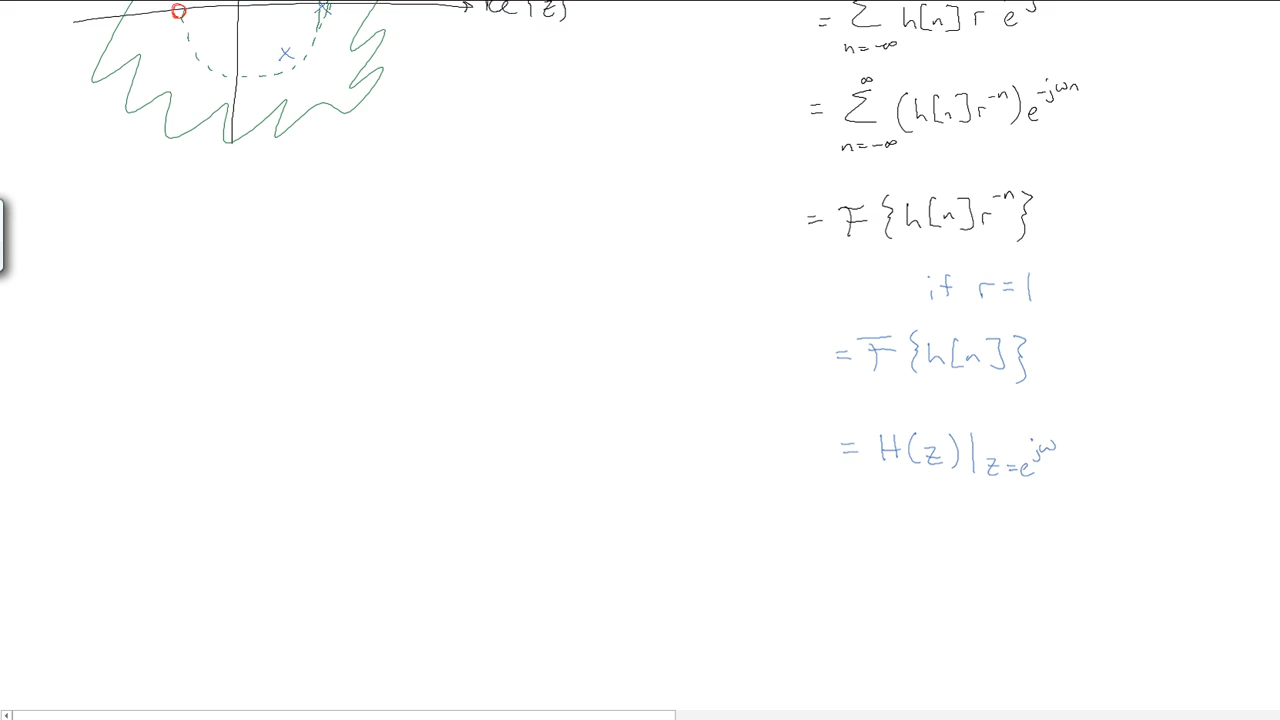 Re(z)
= ∑ h[n] r e^j
n=-∞
∞
= ∑ (h[n]r^-n) e^-jωn
n=-∞
= F{h[n]r^-n}
if r=1
= F{h[n]}
= H(z)|z=e^jω